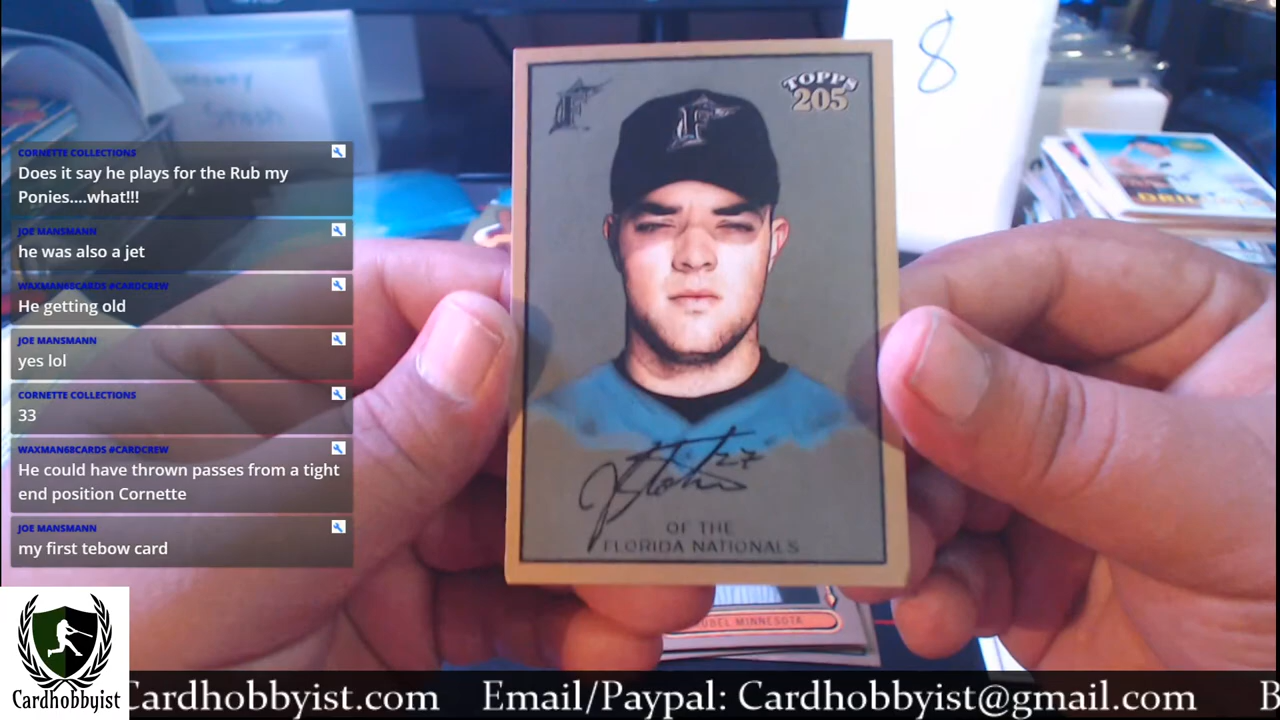 CORNETTE COLLECTIONS
Does it say he plays for the Rub my
Ponies....what!!!
JOE MANSMANN
he was also a jet
WAXMAN68CARDS #CARDCREW
He getting old
JOE MANSMANN
yes lol
CORNETTE COLLECTIONS
33
WAXMAN68CARDS #CARDCREW
He could have thrown passes from a tight
end position Cornette
JOE MANSMANN
my first tebow card
8
F
F
TOPPS
205
27
OF THE
FLORIDA NATIONALS
MINNESOTA
Cardhobbyist
Cardhobbyist.com Email/Paypal: Cardhobbyist@gmail.com B